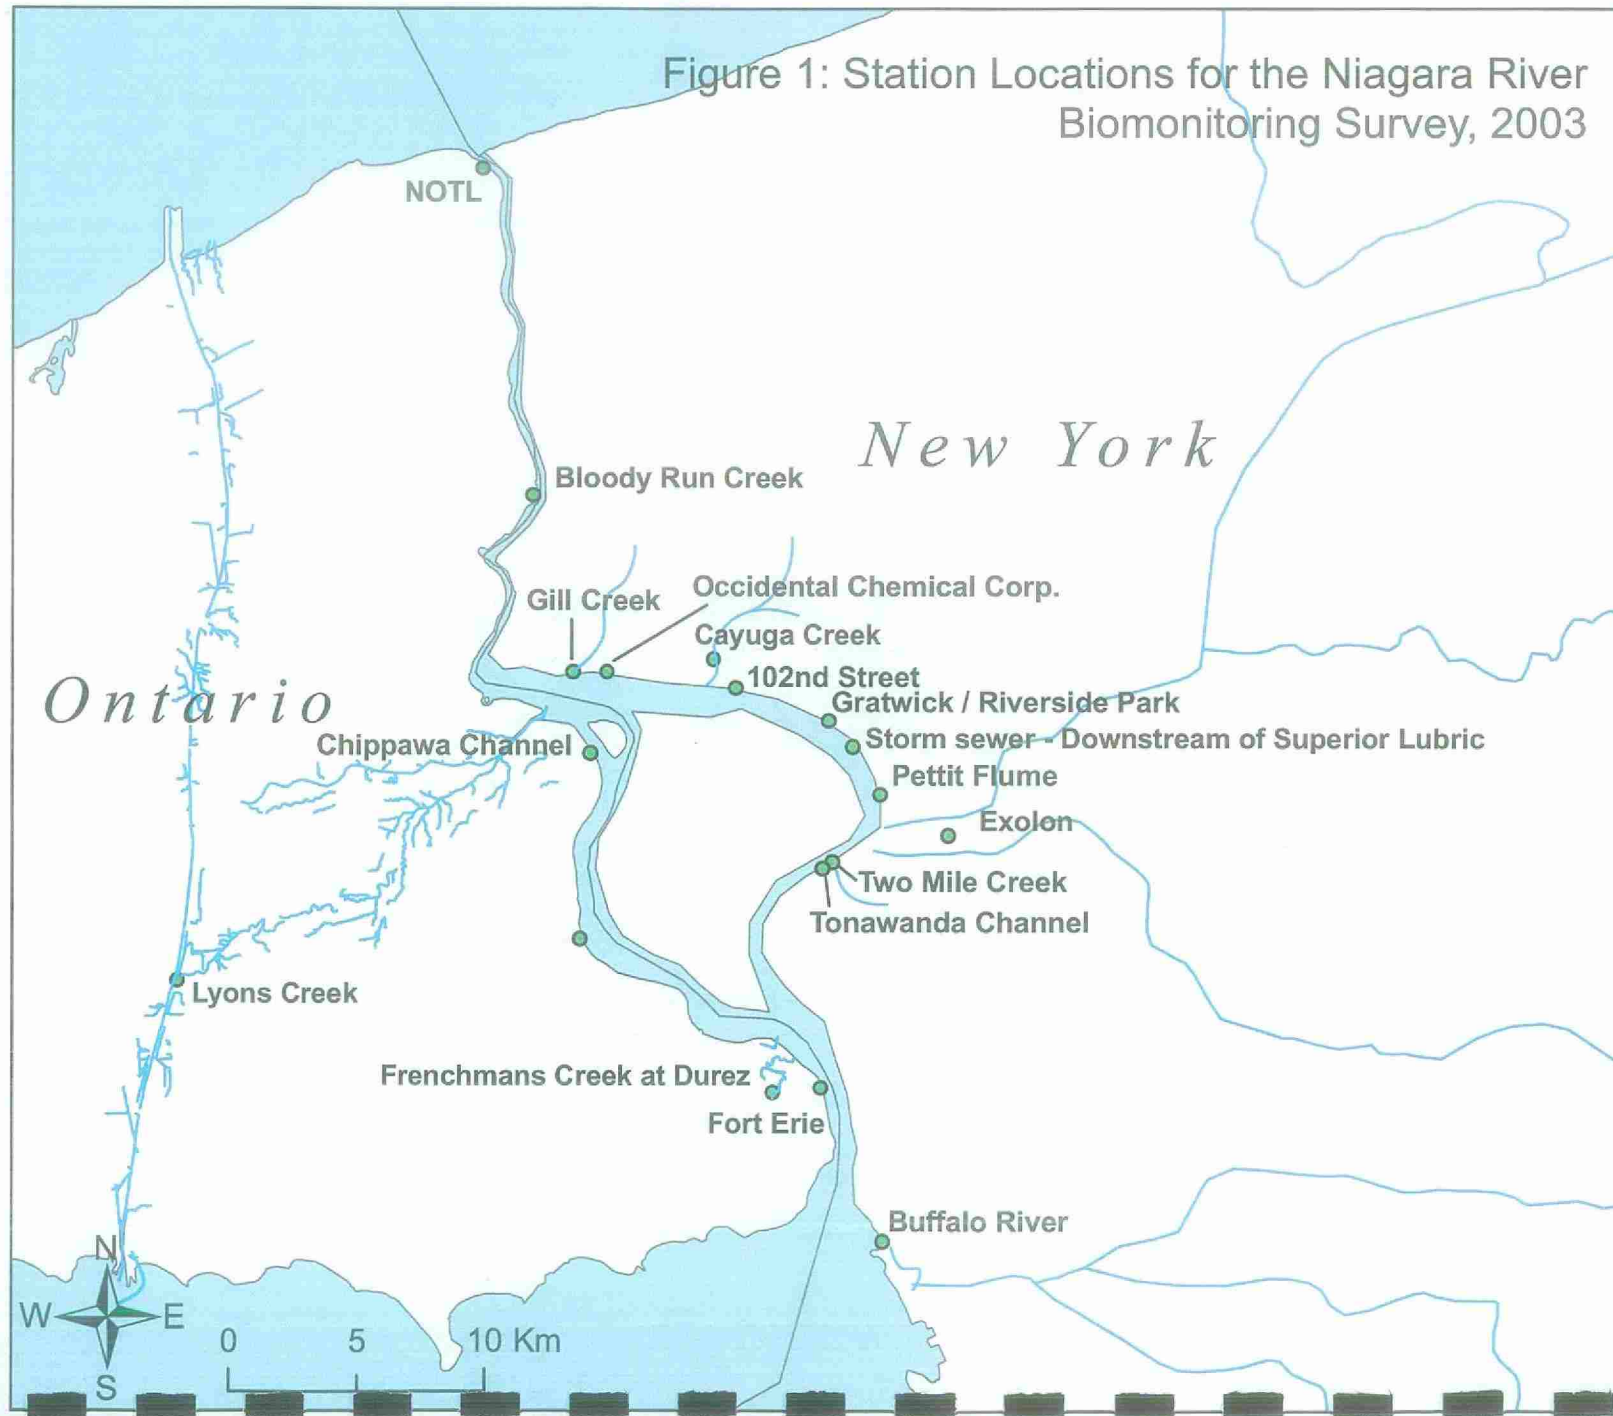 Figure 1: Station Locations for the Niagara River
Biomonitoring Survey, 2003
NOTL
New York
Bloody Run Creek
Occidental Chemical Corp.
Gill Creek
Cayuga Creek
102nd Street
Ontario
Gratwick / Riverside Park
Chippawa Channel
Storm sewer - Downstream of Superior Lubric
Pettit Flume
Exolon
Two Mile Creek
Tonawanda Channel
Lyons Creek
Frenchmans Creek at Durez
Fort Erie
Buffalo River
N
W E
S
0 5 10 Km